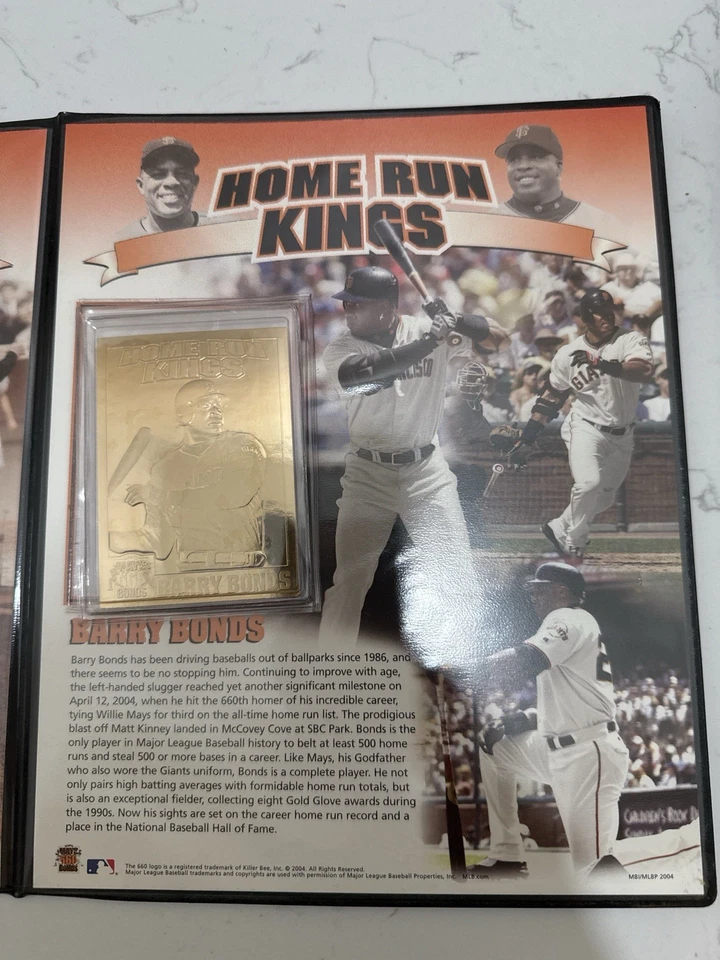 HOME RUN
KINGS
HOME RUN
KINGS
GIANTS
BARRY BONDS
MAYS
660
BONDS
BARRY BONDS
Barry Bonds has been driving baseballs out of ballparks since 1986, and
there seems to be no stopping him. Continuing to improve with age,
the left-handed slugger reached yet another significant milestone on
April 12, 2004, when he hit the 660th homer of his incredible career,
tying Willie Mays for third on the all-time home run list. The prodigious
blast off Matt Kinney landed in McCovey Cove at SBC Park. Bonds is the
only player in Major League Baseball history to belt at least 500 home
runs and steal 500 or more bases in a career. Like Mays, his Godfather
who also wore the Giants uniform, Bonds is a complete player. He not
only pairs high batting averages with formidable home run totals, but
is also an exceptional fielder, collecting eight Gold Glove awards during
the 1990s. Now his sights are set on the career home run record and a
place in the National Baseball Hall of Fame.
MAYS
660
BONDS
The 660 logo is a registered trademark of Killer Bee, Inc. © 2004. All Rights Reserved.
Major League Baseball trademarks and copyrights are used with permission of Major League Baseball Properties, Inc. MLB.com
MBI/MLBP 2004